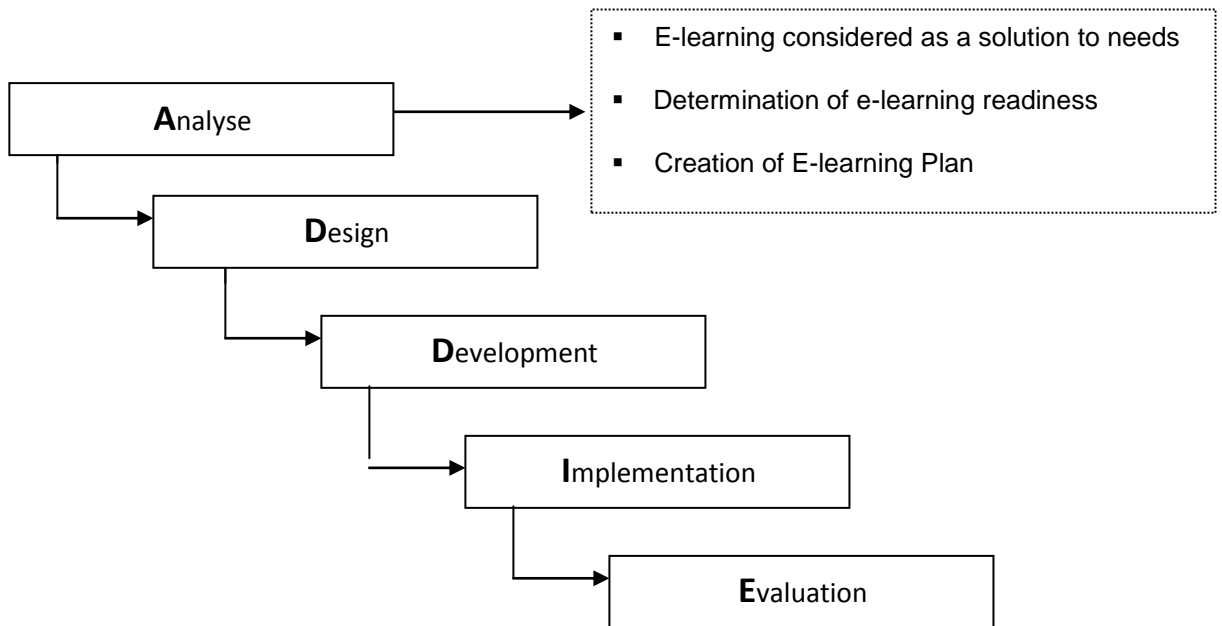 ▪ E-learning considered as a solution to needs
▪ Determination of e-learning readiness
▪ Creation of E-learning Plan
Analyse
Design
Development
Implementation
Evaluation